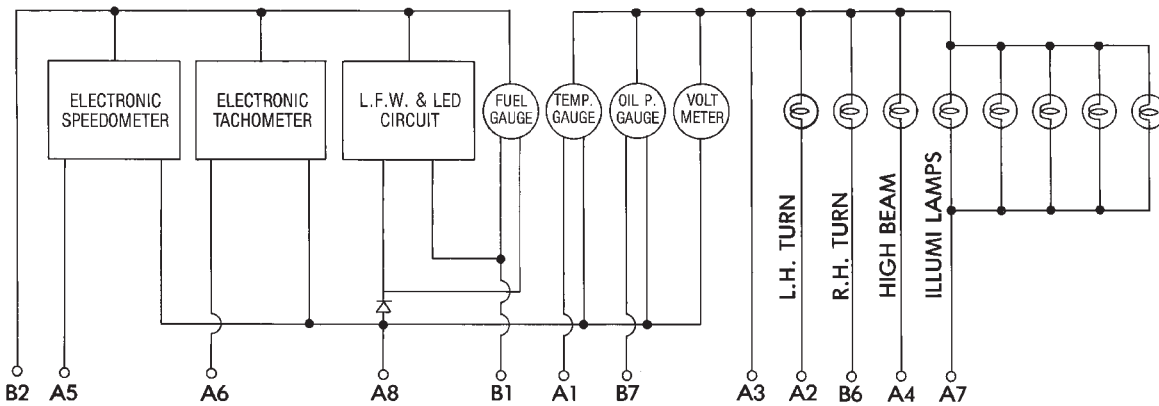 ELECTRONIC
SPEEDOMETER
ELECTRONIC
TACHOMETER
L.F.W. & LED
CIRCUIT
FUEL
GAUGE
TEMP.
GAUGE
OIL P.
GAUGE
VOLT
METER
L.H. TURN
R.H. TURN
HIGH BEAM
ILLUMI LAMPS
B2 A5 A6 A8 B1 A1 B7 A3 A2 B6 A4 A7